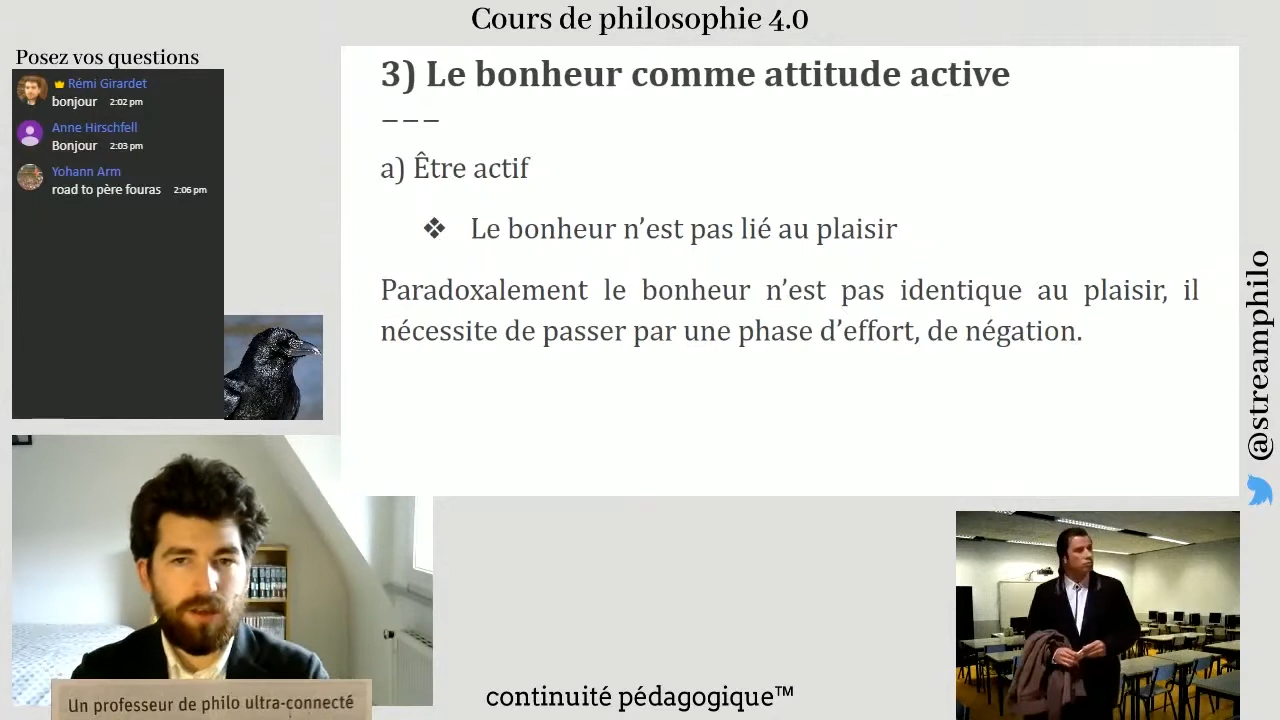 Cours de philosophie 4.0
Posez vos questions
Rémi Girardet
bonjour 2:02 pm
Anne Hirschfell
Bonjour 2:03 pm
Yohann Arm
road to père fouras 2:06 pm
3) Le bonheur comme attitude active
–––
a) Être actif
❖ Le bonheur n’est pas lié au plaisir
Paradoxalement le bonheur n’est pas identique au plaisir, il
nécessite de passer par une phase d’effort, de négation.
@streamphilo
Un professeur de philo ultra-connecté
continuité pédagogique™